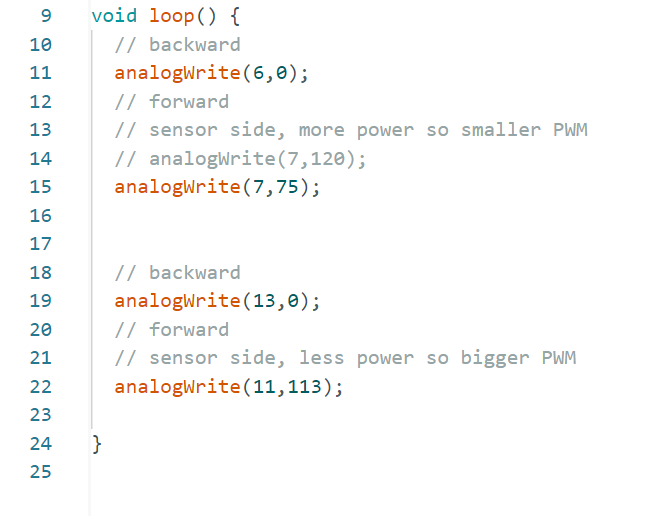 9 void loop() {
10 // backward
11 analogWrite(6,0);
12 // forward
13 // sensor side, more power so smaller PWM
14 // analogWrite(7,120);
15 analogWrite(7,75);
16
17
18 // backward
19 analogWrite(13,0);
20 // forward
21 // sensor side, less power so bigger PWM
22 analogWrite(11,113);
23
24 }
25